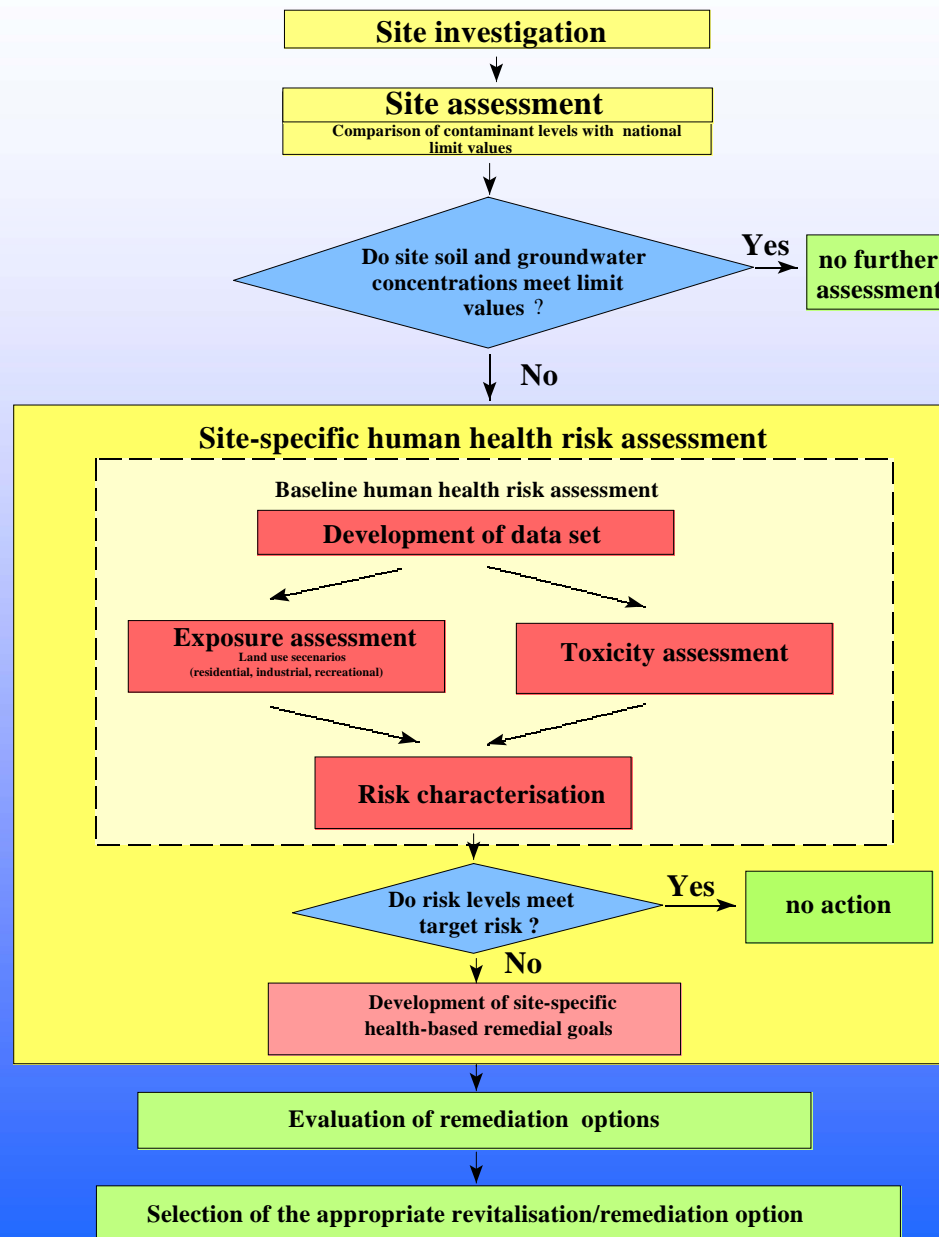 Site investigation
Site assessment
Comparison of contaminant levels with national
limit values
Do site soil and groundwater
concentrations meet limit
values ?
Yes
no further
assessment
No
Site-specific human health risk assessment
Baseline human health risk assessment
Development of data set
Exposure assessment
Land use secenarios
(residential, industrial, recreational)
Toxicity assessment
Risk characterisation
Do risk levels meet
target risk ?
Yes
no action
No
Development of site-specific
health-based remedial goals
Evaluation of remediation options
Selection of the appropriate revitalisation/remediation option